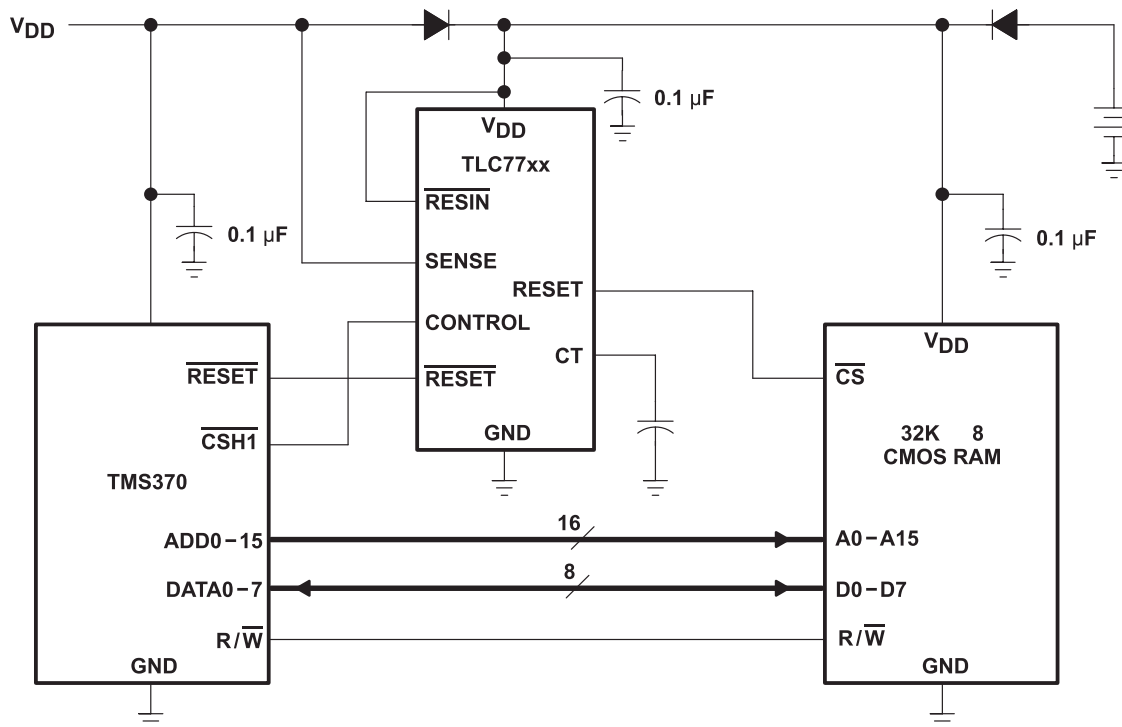 VDD
0.1 µF
VDD
TLC77xx
RESIN
SENSE
CONTROL
RESET
RESET
CT
GND
0.1 µF
0.1 µF
RESET
CSH1
TMS370
ADD0–15
DATA0–7
R/W
GND
16
8
VDD
CS
32K 8
CMOS RAM
A0–A15
D0–D7
R/W
GND